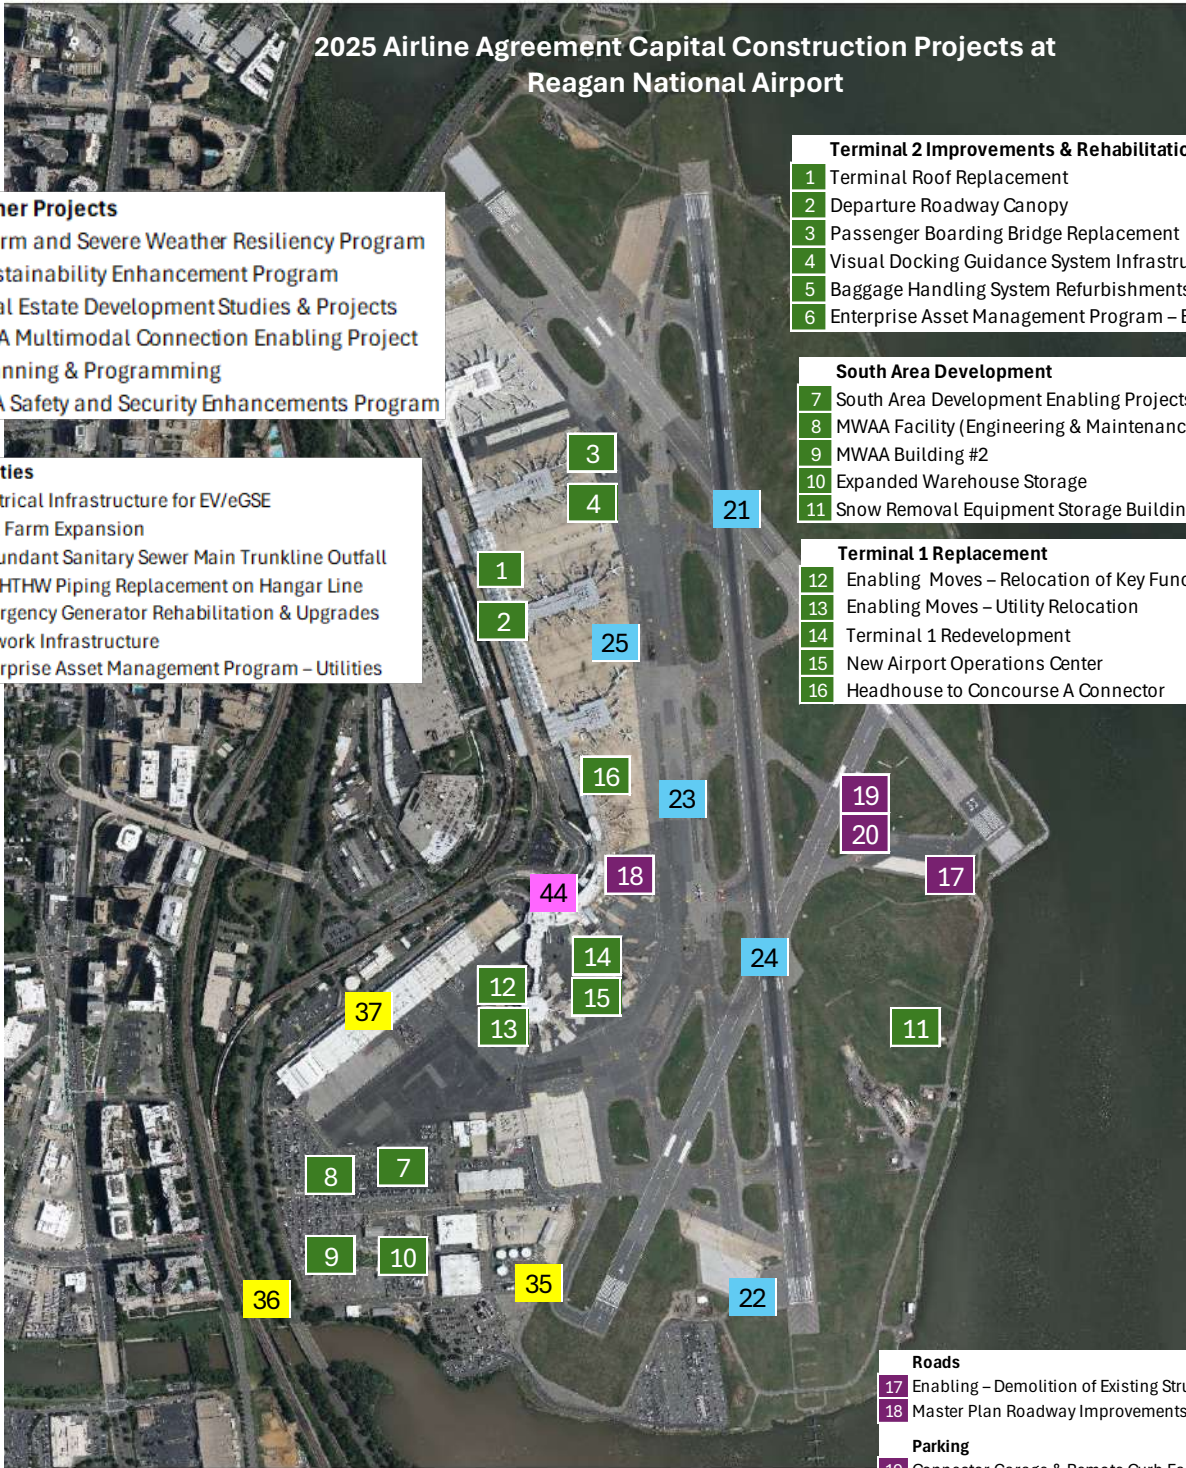 2025 Airline Agreement Capital Construction Projects at
Reagan National Airport
Terminal 2 Improvements & Rehabilitatio
1 Terminal Roof Replacement
2 Departure Roadway Canopy
3 Passenger Boarding Bridge Replacement
4 Visual Docking Guidance System Infrastru
5 Baggage Handling System Refurbishments
6 Enterprise Asset Management Program – B
her Projects
rm and Severe Weather Resiliency Program
stainability Enhancement Program
al Estate Development Studies & Projects
A Multimodal Connection Enabling Project
nning & Programming
A Safety and Security Enhancements Program
South Area Development
7 South Area Development Enabling Projects
8 MWAA Facility (Engineering & Maintenanc
9 MWAA Building #2
10 Expanded Warehouse Storage
11 Snow Removal Equipment Storage Buildin
ties
trical Infrastructure for EV/eGSE
Farm Expansion
undant Sanitary Sewer Main Trunkline Outfall
HTHW Piping Replacement on Hangar Line
ergency Generator Rehabilitation & Upgrades
work Infrastructure
erprise Asset Management Program – Utilities
Terminal 1 Replacement
12 Enabling Moves – Relocation of Key Func
13 Enabling Moves – Utility Relocation
14 Terminal 1 Redevelopment
15 New Airport Operations Center
16 Headhouse to Concourse A Connector
3
4
21
1
2
25
16
23
19
20
18
17
44
14
24
12
15
37
13
11
7
8
9
10
35
36
22
Roads
17 Enabling – Demolition of Existing Stru
18 Master Plan Roadway Improvements
Parking
19 Connector Garage & Remote Curb Fa